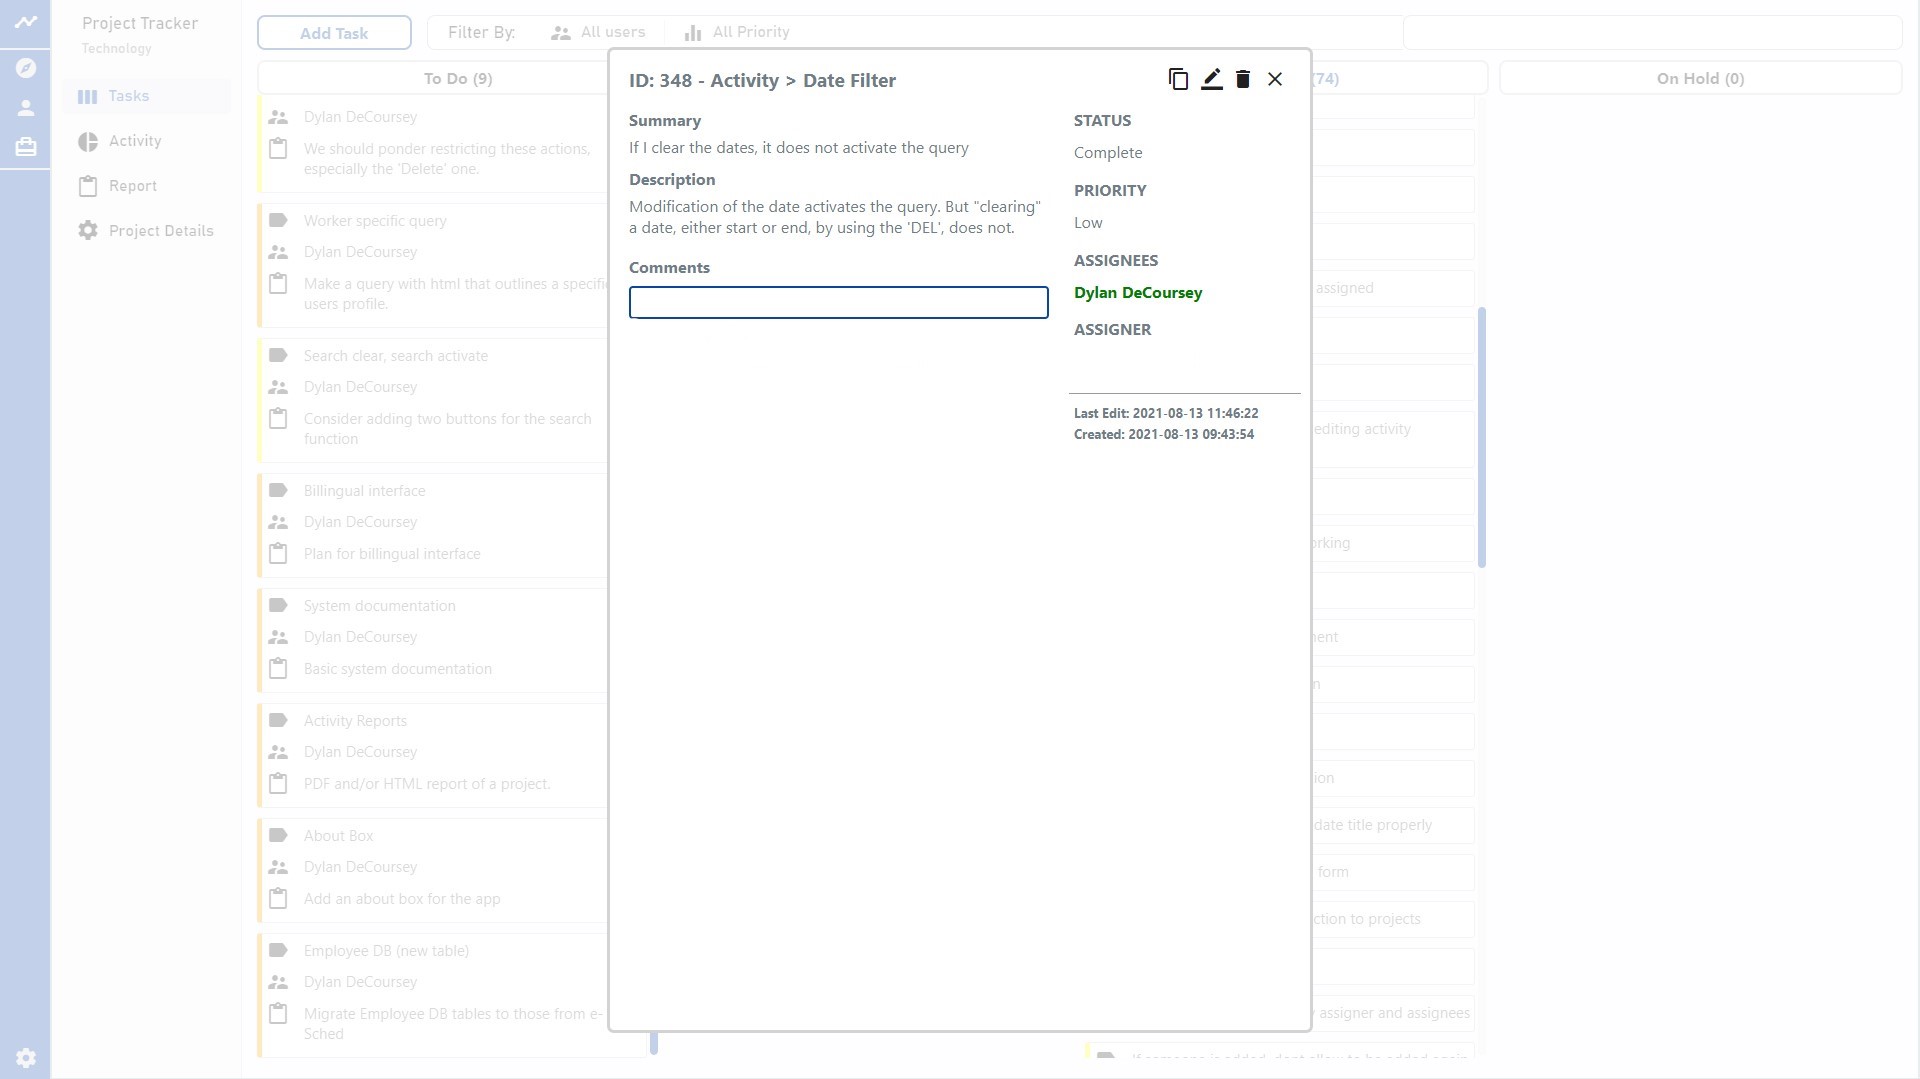 Project Tracker
Technology
Tasks
Activity
Report
Project Details
Add Task
Filter By:
All users
All Priority
To Do (9)
Dylan DeCoursey
We should ponder restricting these actions,
especially the 'Delete' one.
Worker specific query
Dylan DeCoursey
Make a query with html that outlines a specific
users profile.
Search clear, search activate
Dylan DeCoursey
Consider adding two buttons for the search
function
Billingual interface
Dylan DeCoursey
Plan for billingual interface
System documentation
Dylan DeCoursey
Basic system documentation
Activity Reports
Dylan DeCoursey
PDF and/or HTML report of a project.
About Box
Dylan DeCoursey
Add an about box for the app
Employee DB (new table)
Dylan DeCoursey
Migrate Employee DB tables to those from e-
Sched
ID: 348 - Activity > Date Filter
Summary
If I clear the dates, it does not activate the query
Description
Modification of the date activates the query. But "clearing"
a date, either start or end, by using the 'DEL', does not.
Comments
STATUS
Complete
PRIORITY
Low
ASSIGNEES
Dylan DeCoursey
ASSIGNER
Last Edit: 2021-08-13 11:46:22
Created: 2021-08-13 09:43:54
74)
assigned
editing activity
date title properly
form
to projects
assigner and assignees
On Hold (0)